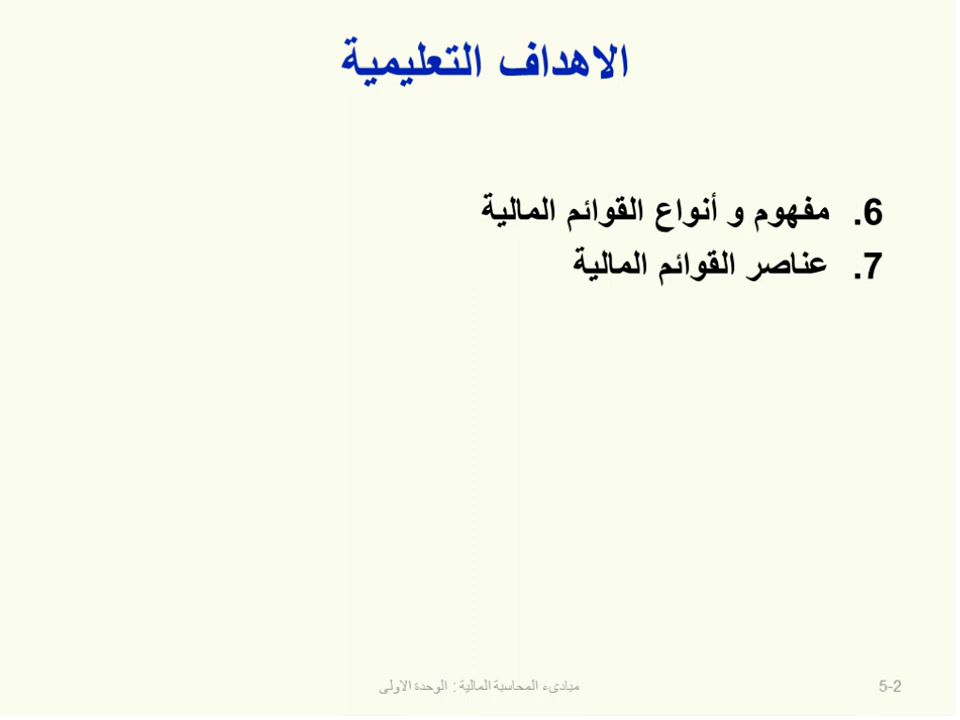 الاهداف التعليمية
6. مفهوم و أنواع القوائم المالية
7. عناصر القوائم المالية
مبادىء المحاسبة المالية : الوحدة الاولى
5-2